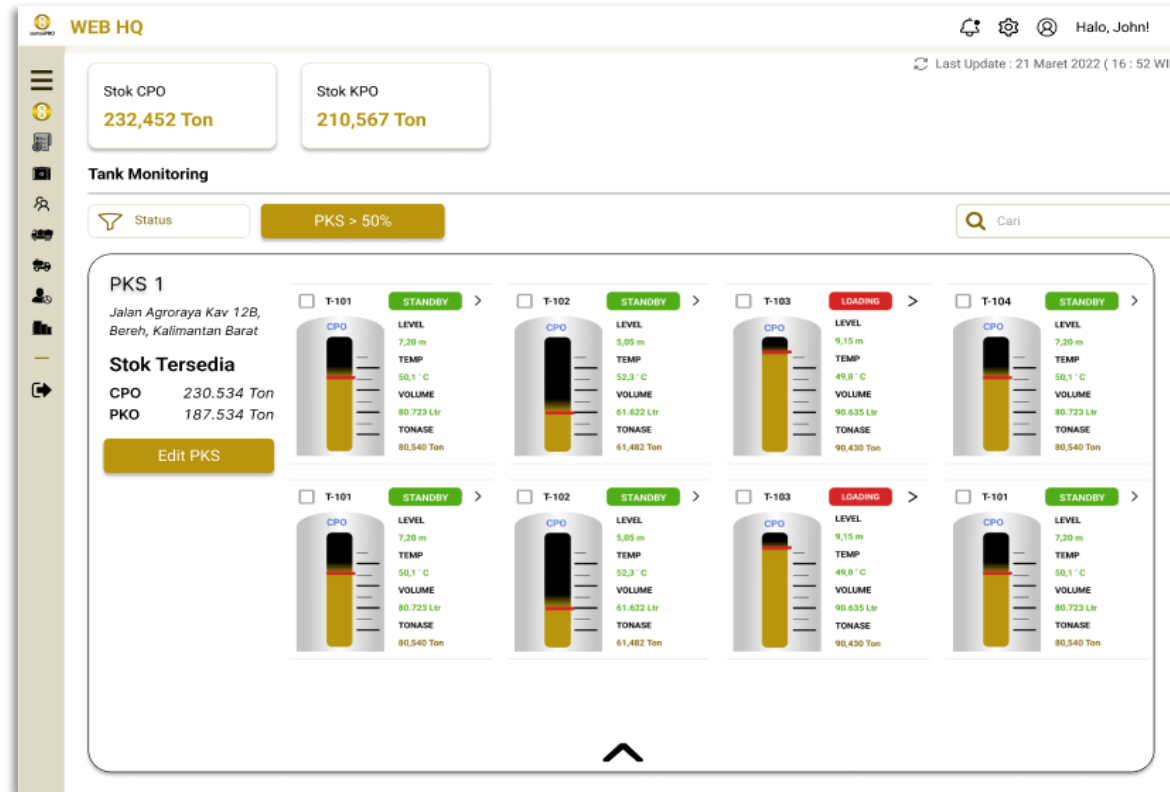 WEB HQ
Halo, John!
Last Update : 21 Maret 2022 ( 16 : 52
Stok CPO
232,452 Ton
Stok KPO
210,567 Ton
Tank Monitoring
Status
PKS > 50%
Cari
PKS 1
Jalan Agroraya Kav 12B,
Bereh, Kalimantan Barat
Stok Tersedia
CPO 230.534 Ton
PKO 187.534 Ton
Edit PKS
T-101 STANDBY >
CPO
LEVEL
7,20 m
TEMP
50,1 ° C
VOLUME
80.723 Ltr
TONASE
80,540 Ton
T-102 STANDBY >
CPO
LEVEL
5,05 m
TEMP
52,3 ° C
VOLUME
61.622 Ltr
TONASE
61,482 Ton
T-103 LOADING >
CPO
LEVEL
9,15 m
TEMP
49,8 ° C
VOLUME
90.635 Ltr
TONASE
90,430 Ton
T-104 STANDBY >
CPO
LEVEL
7,20 m
TEMP
50,1 ° C
VOLUME
80.723 Ltr
TONASE
80,540 Ton
T-101 STANDBY >
CPO
LEVEL
7,20 m
TEMP
50,1 ° C
VOLUME
80.723 Ltr
TONASE
80,540 Ton
T-102 STANDBY >
CPO
LEVEL
5,05 m
TEMP
52,3 ° C
VOLUME
61.622 Ltr
TONASE
61,482 Ton
T-103 LOADING >
CPO
LEVEL
9,15 m
TEMP
49,8 ° C
VOLUME
90.635 Ltr
TONASE
90,430 Ton
T-101 STANDBY >
CPO
LEVEL
7,20 m
TEMP
50,1 ° C
VOLUME
80.723 Ltr
TONASE
80,540 Ton